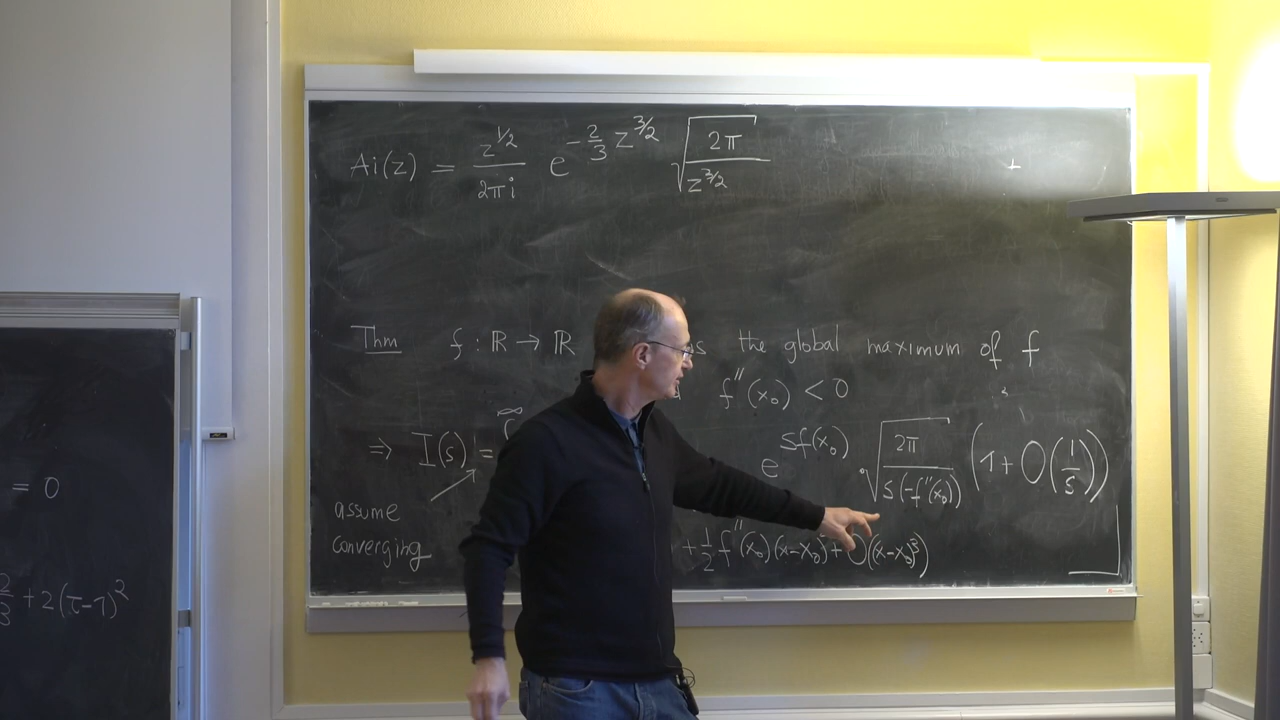 Ai(z) = z^{1/2} / 2πi e^{-2/3 z^{3/2}} √(2π / z^{3/2})
Thm f : ℝ → ℝ the global maximum of f
f''(x₀) < 0
⇒ I(s) = ∞ e^{sf(x₀)} √(2π / s(-f''(x₀))) (1 + O(1/s))
assume
converging
+ 1/2 f''(x₀)(x-x₀)² + O((x-x₀)³)
= 0
2/3 + 2(τ-1)²